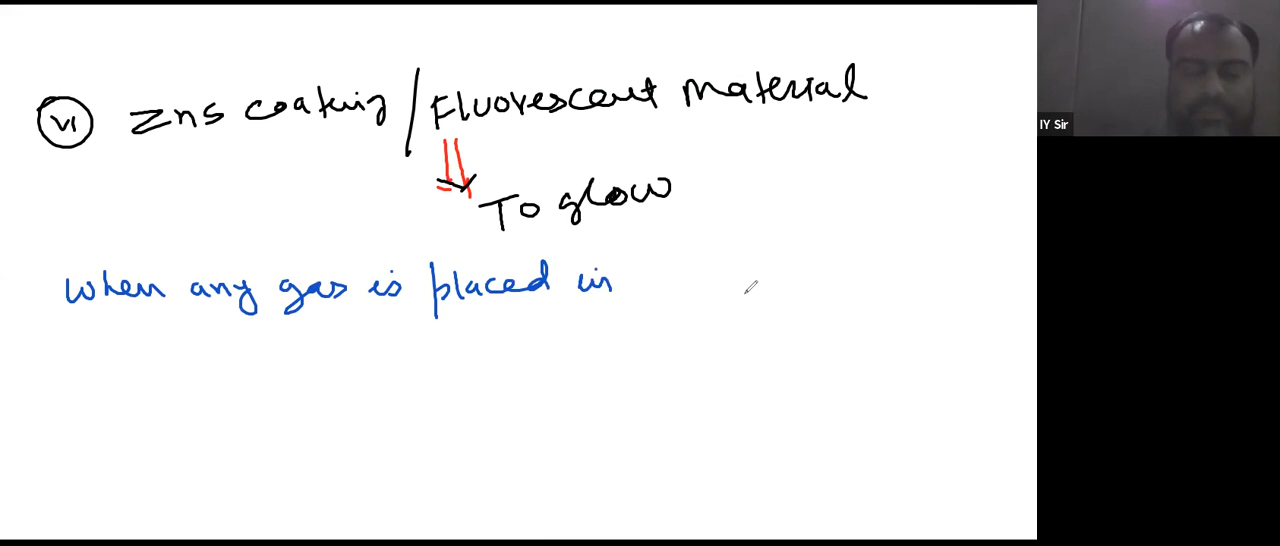 (VI) ZnS coating / Fluorescent Material
To glow
when any gas is placed in
IY Sir